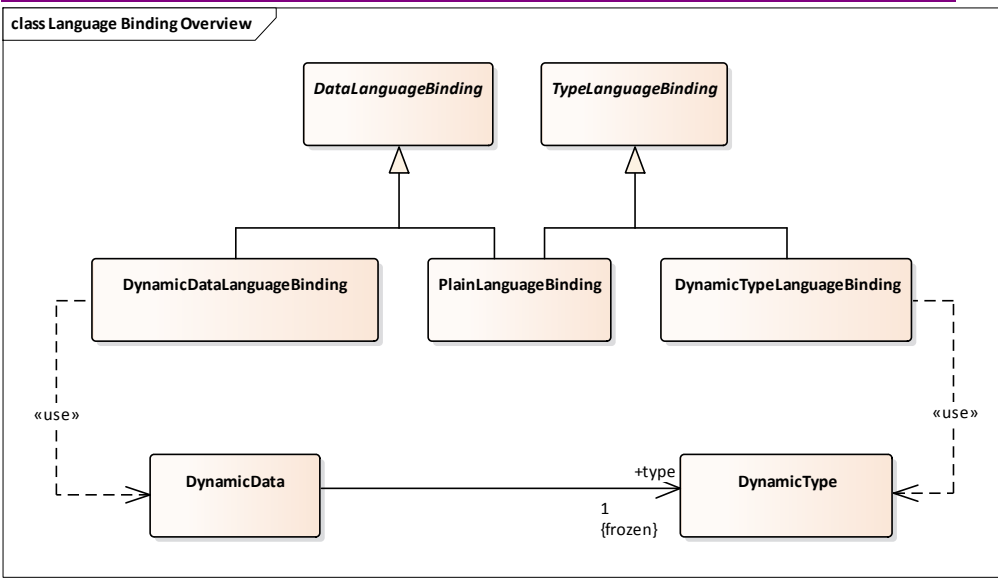 class Language Binding Overview
DataLanguageBinding
TypeLanguageBinding
DynamicDataLanguageBinding
PlainLanguageBinding
DynamicTypeLanguageBinding
«use»
«use»
DynamicData
+type
1
{frozen}
DynamicType